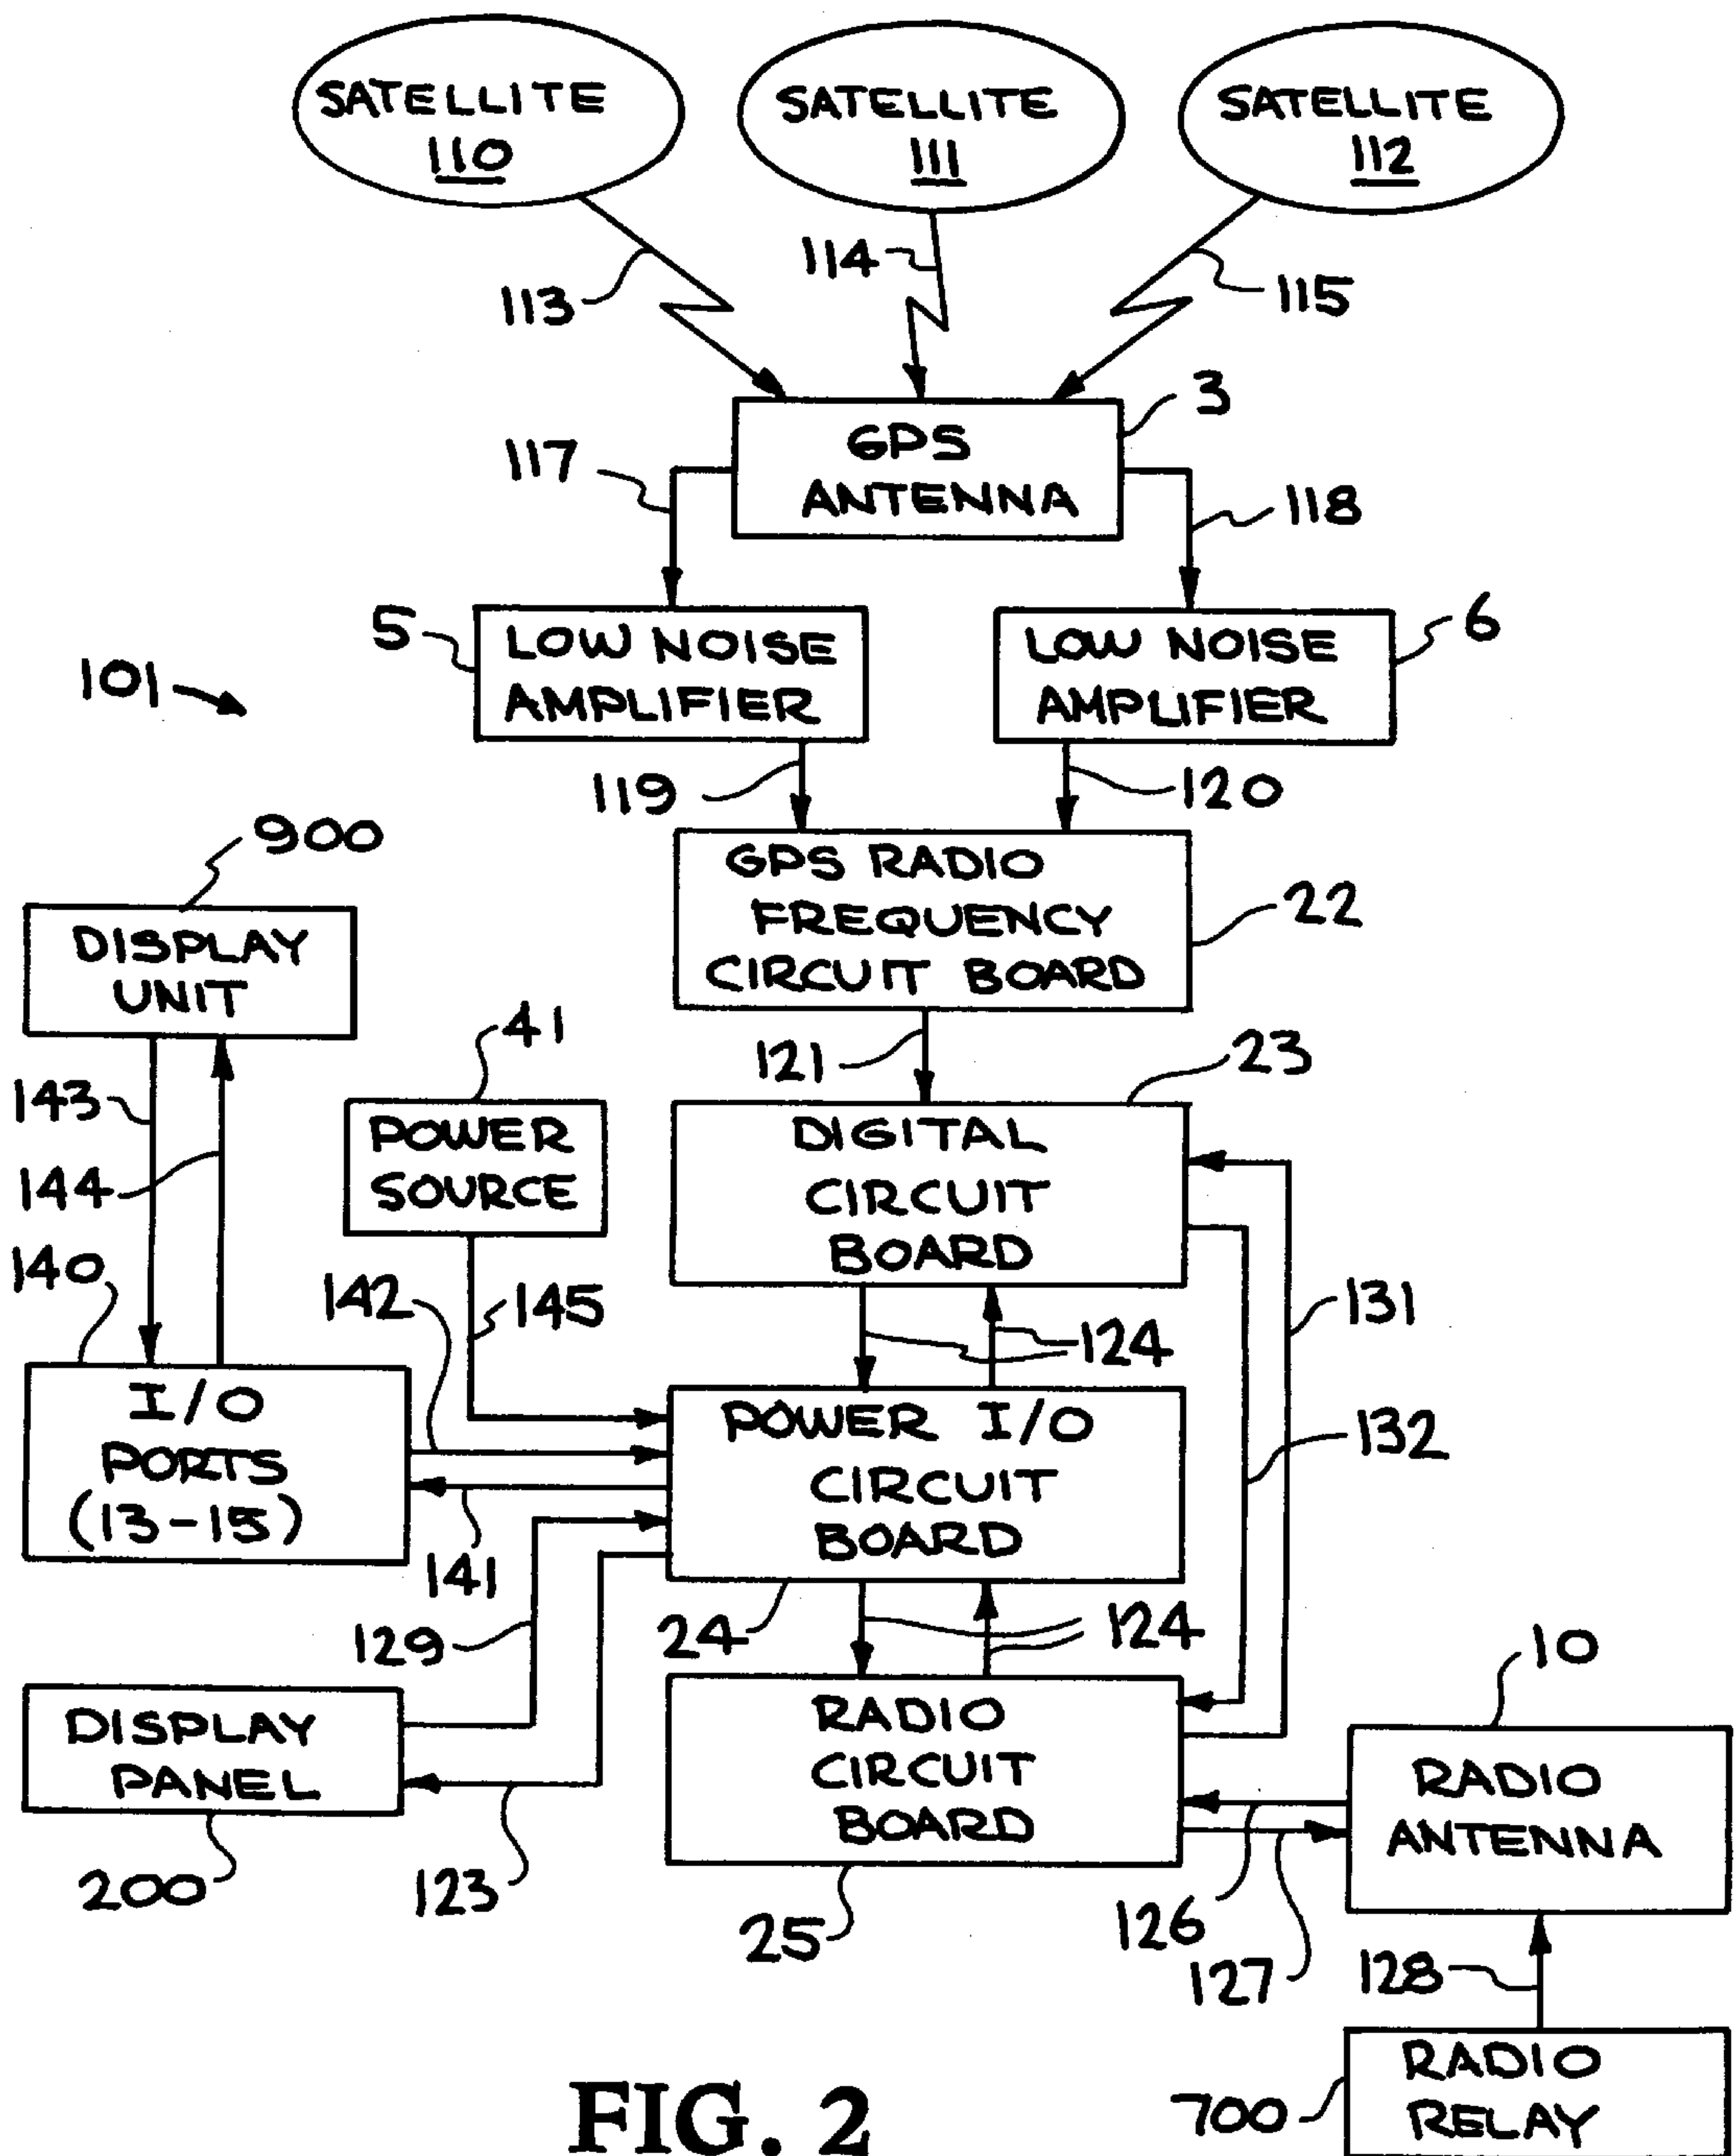 SATELLITE
110
SATELLITE
111
SATELLITE
112
113
114
115
3
GPS
ANTENNA
117
118
5
LOW NOISE
AMPLIFIER
LOW NOISE
AMPLIFIER
6
101
119
120
900
GPS RADIO
FREQUENCY
CIRCUIT BOARD
22
DISPLAY
UNIT
41
121
23
143
POWER
SOURCE
DIGITAL
CIRCUIT
BOARD
144
140
142
145
124
131
I/O
PORTS
(13-15)
POWER I/O
CIRCUIT
BOARD
132
141
129
24
124
10
DISPLAY
PANEL
RADIO
CIRCUIT
BOARD
RADIO
ANTENNA
200
123
25
126
127
128
FIG. 2
700
RADIO
RELAY